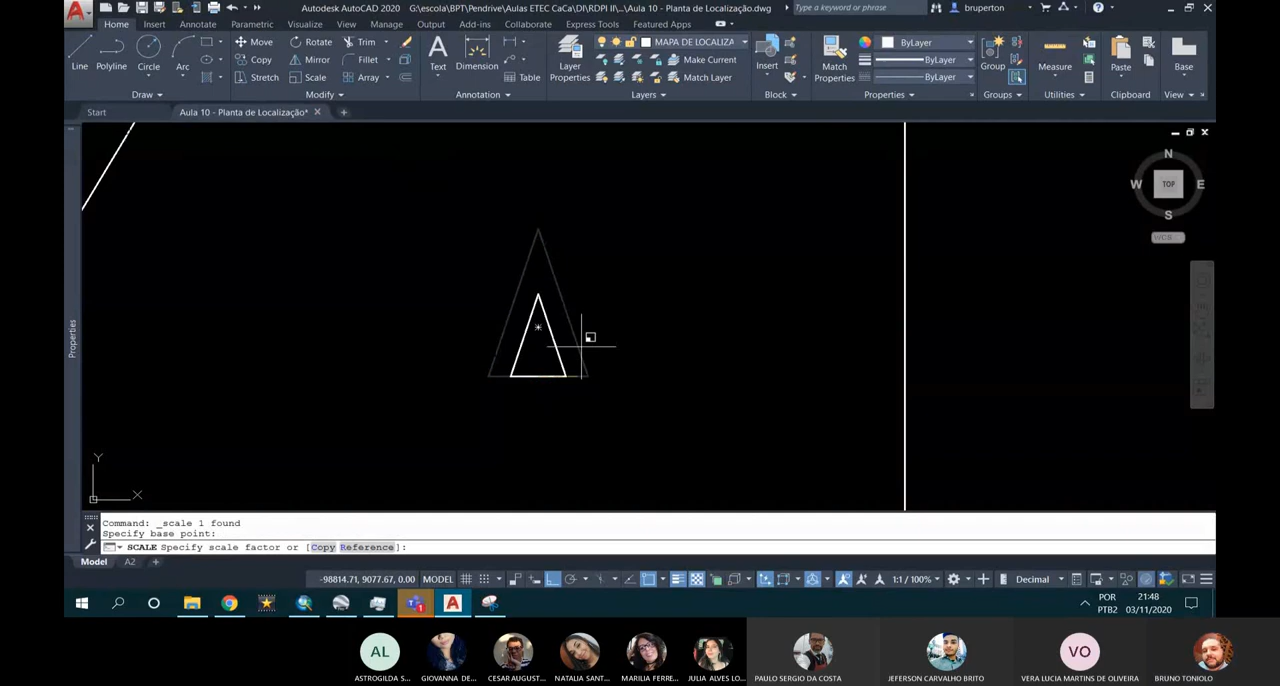 Autodesk AutoCAD 2020 G:\escola\BPT\Pendrive\Aulas ETEC CaCa\DI\RDPI II\...\Aula 10 - Planta de Localização.dwg
Type a keyword or phrase
bruperton
Home Insert Annotate Parametric View Manage Output Add-ins Collaborate Express Tools Featured Apps
Line Polyline Circle Arc
Move Rotate Trim
Copy Mirror Fillet
Stretch Scale Array
Text Dimension Table
Layer Properties
MAPA DE LOCALIZA
Make Current
Match Layer
Insert
Match Properties
ByLayer
ByLayer
ByLayer
Group
Measure
Paste
Base
Draw Modify Annotation Layers Block Properties Groups Utilities Clipboard View
Start Aula 10 - Planta de Localização*
N
W TOP E
S
WCS
Properties
Y
X
Command: _scale 1 found
Specify base point:
SCALE Specify scale factor or [Copy Reference]:
Model A2
-98814.71, 9077.67, 0.00 MODEL 1:1 / 100% Decimal
POR
PTB2
21:48
03/11/2020
AL
VO
ASTROGILDA S... GIOVANNA DE... CESAR AUGUST... NATALIA SANT... MARILIA FERRE... JULIA ALVES LO... PAULO SERGIO DA COSTA JEFERSON CARVALHO BRITO VERA LUCIA MARTINS DE OLIVEIRA BRUNO TONIOLO